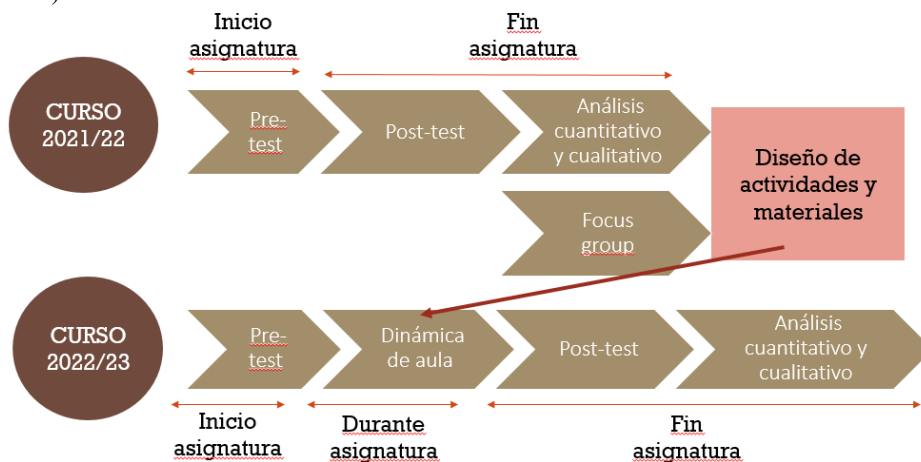 )
Inicio
asignatura
Fin
asignatura
CURSO
2021/22
Pre-
test
Post-test
Análisis
cuantitativo
y cualitativo
Diseño de
actividades y
materiales
Focus
group
CURSO
2022/23
Pre-
test
Dinámica
de aula
Post-test
Análisis
cuantitativo y
cualitativo
Inicio
asignatura
Durante
asignatura
Fin
asignatura